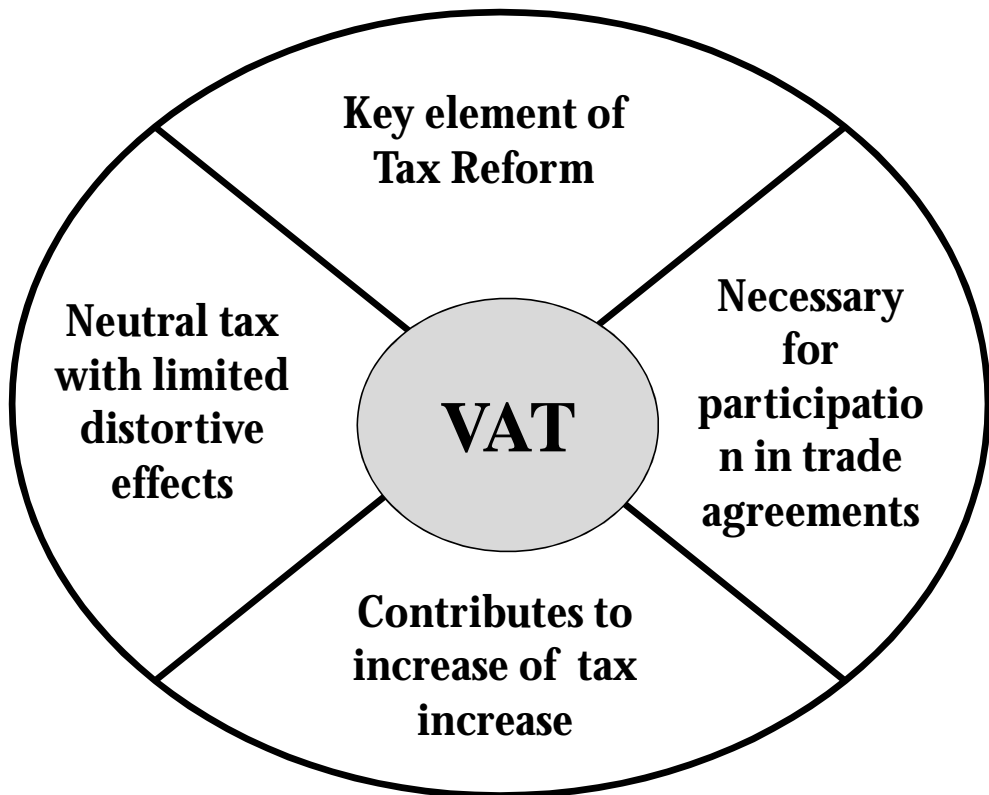 Key element of
Tax Reform
Neutral tax
with limited
distortive
effects
VAT
Necessary
for
participatio
n in trade
agreements
Contributes to
increase of tax
increase